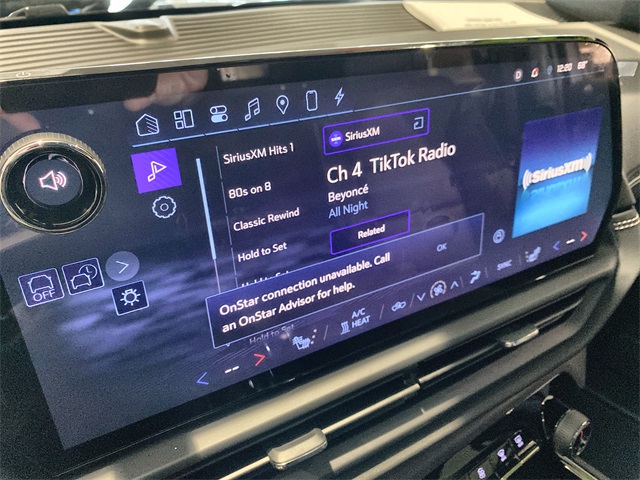 12:20 88°
SiriusXM Hits 1
SiriusXM
80s on 8
Ch 4 TikTok Radio
Beyoncé
All Night
SiriusXM
Classic Rewind
Related
Hold to Set
OnStar connection unavailable. Call
an OnStar Advisor for help.
OK
Hold to Set
OFF
A/C
HEAT
SYNC
-- 
--